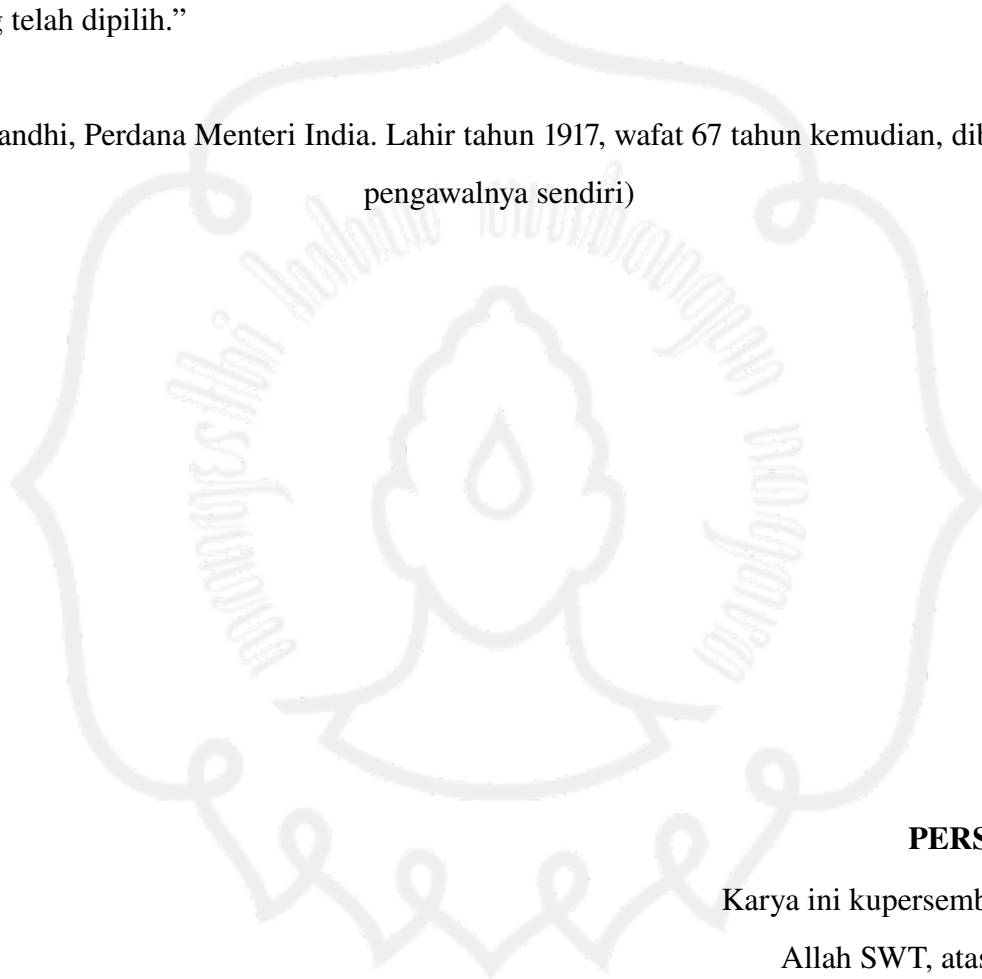 telah dipilih.”
andhi, Perdana Menteri India. Lahir tahun 1917, wafat 67 tahun kemudian, dib
pengawalnya sendiri)
PERS
Karya ini kupersemb
Allah SWT, atas